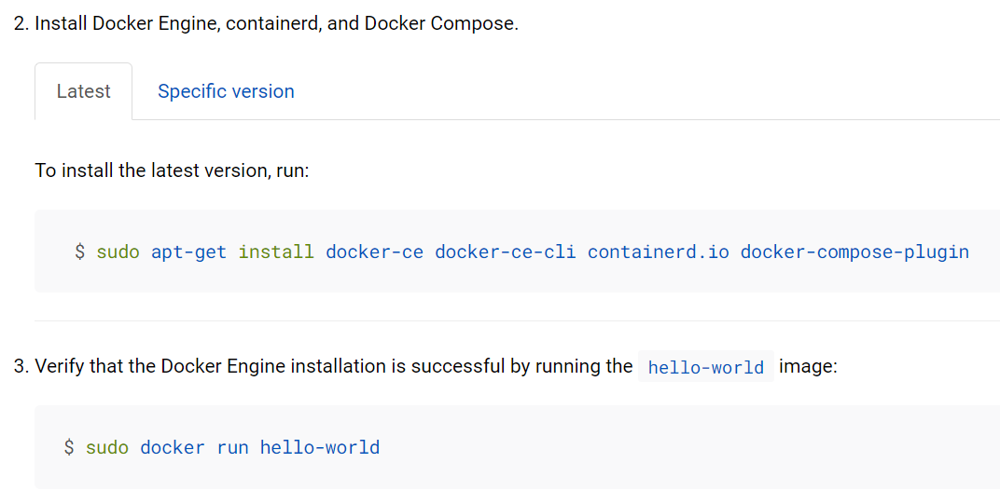 2. Install Docker Engine, containerd, and Docker Compose.
Latest Specific version
To install the latest version, run:
$ sudo apt-get install docker-ce docker-ce-cli containerd.io docker-compose-plugin
3. Verify that the Docker Engine installation is successful by running the hello-world image:
$ sudo docker run hello-world